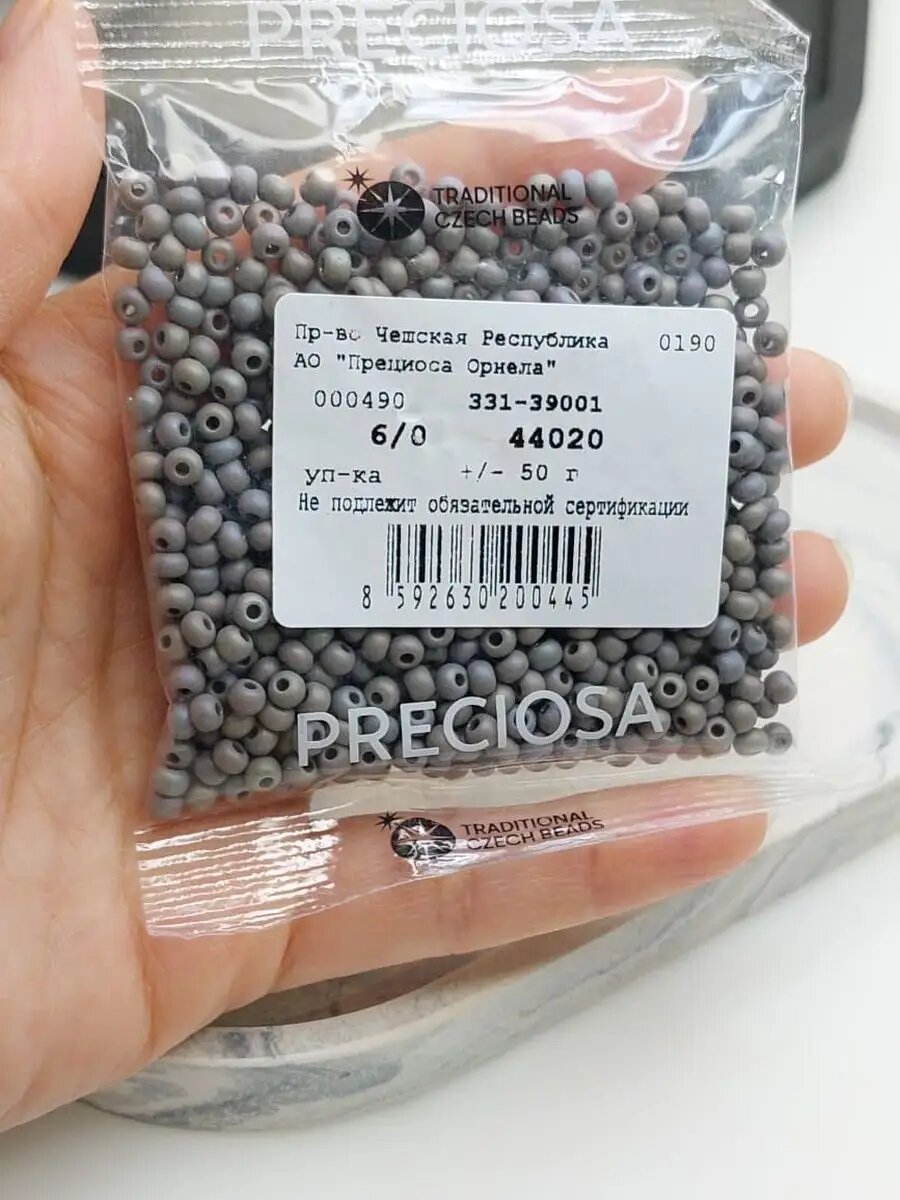 PRECIOSA
TRADITIONAL
CZECH BEADS
Пр-во Чешская Республика 0190
АО "Прециоса Орнела"
000490 331-39001
6/0 44020
уп-ка +/- 50 г
Не подлежит обязательной сертификации
8 592630 200445
PRECIOSA
TRADITIONAL
CZECH BEADS